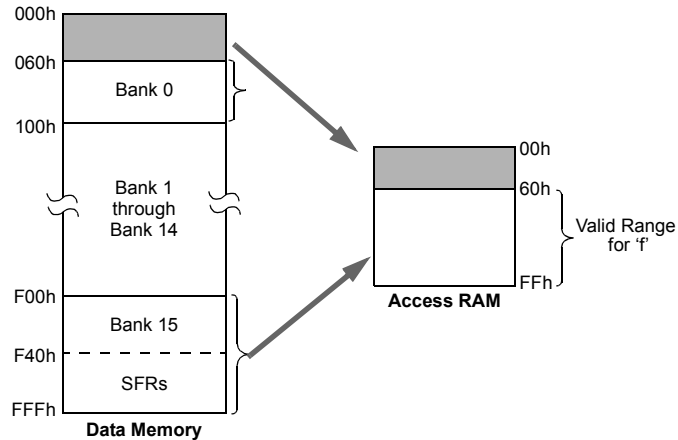 000h
060h
Bank 0
100h
Bank 1
through
Bank 14
F00h
Bank 15
F40h
SFRs
FFFh
Data Memory
00h
60h
Valid Range
for ‘f’
FFh
Access RAM